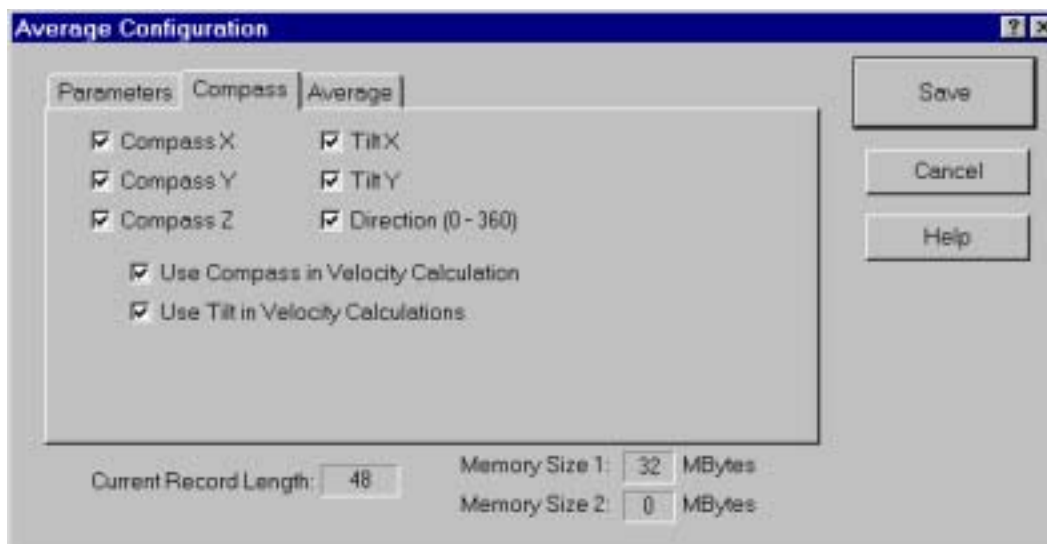 Average Configuration
Parameters Compass Average
Save
Compass X Tilt X
Compass Y Tilt Y
Cancel
Compass Z Direction (0 - 360)
Help
Use Compass in Velocity Calculation
Use Tilt in Velocity Calculations
Current Record Length: 48
Memory Size 1: 32 MBytes
Memory Size 2: 0 MBytes